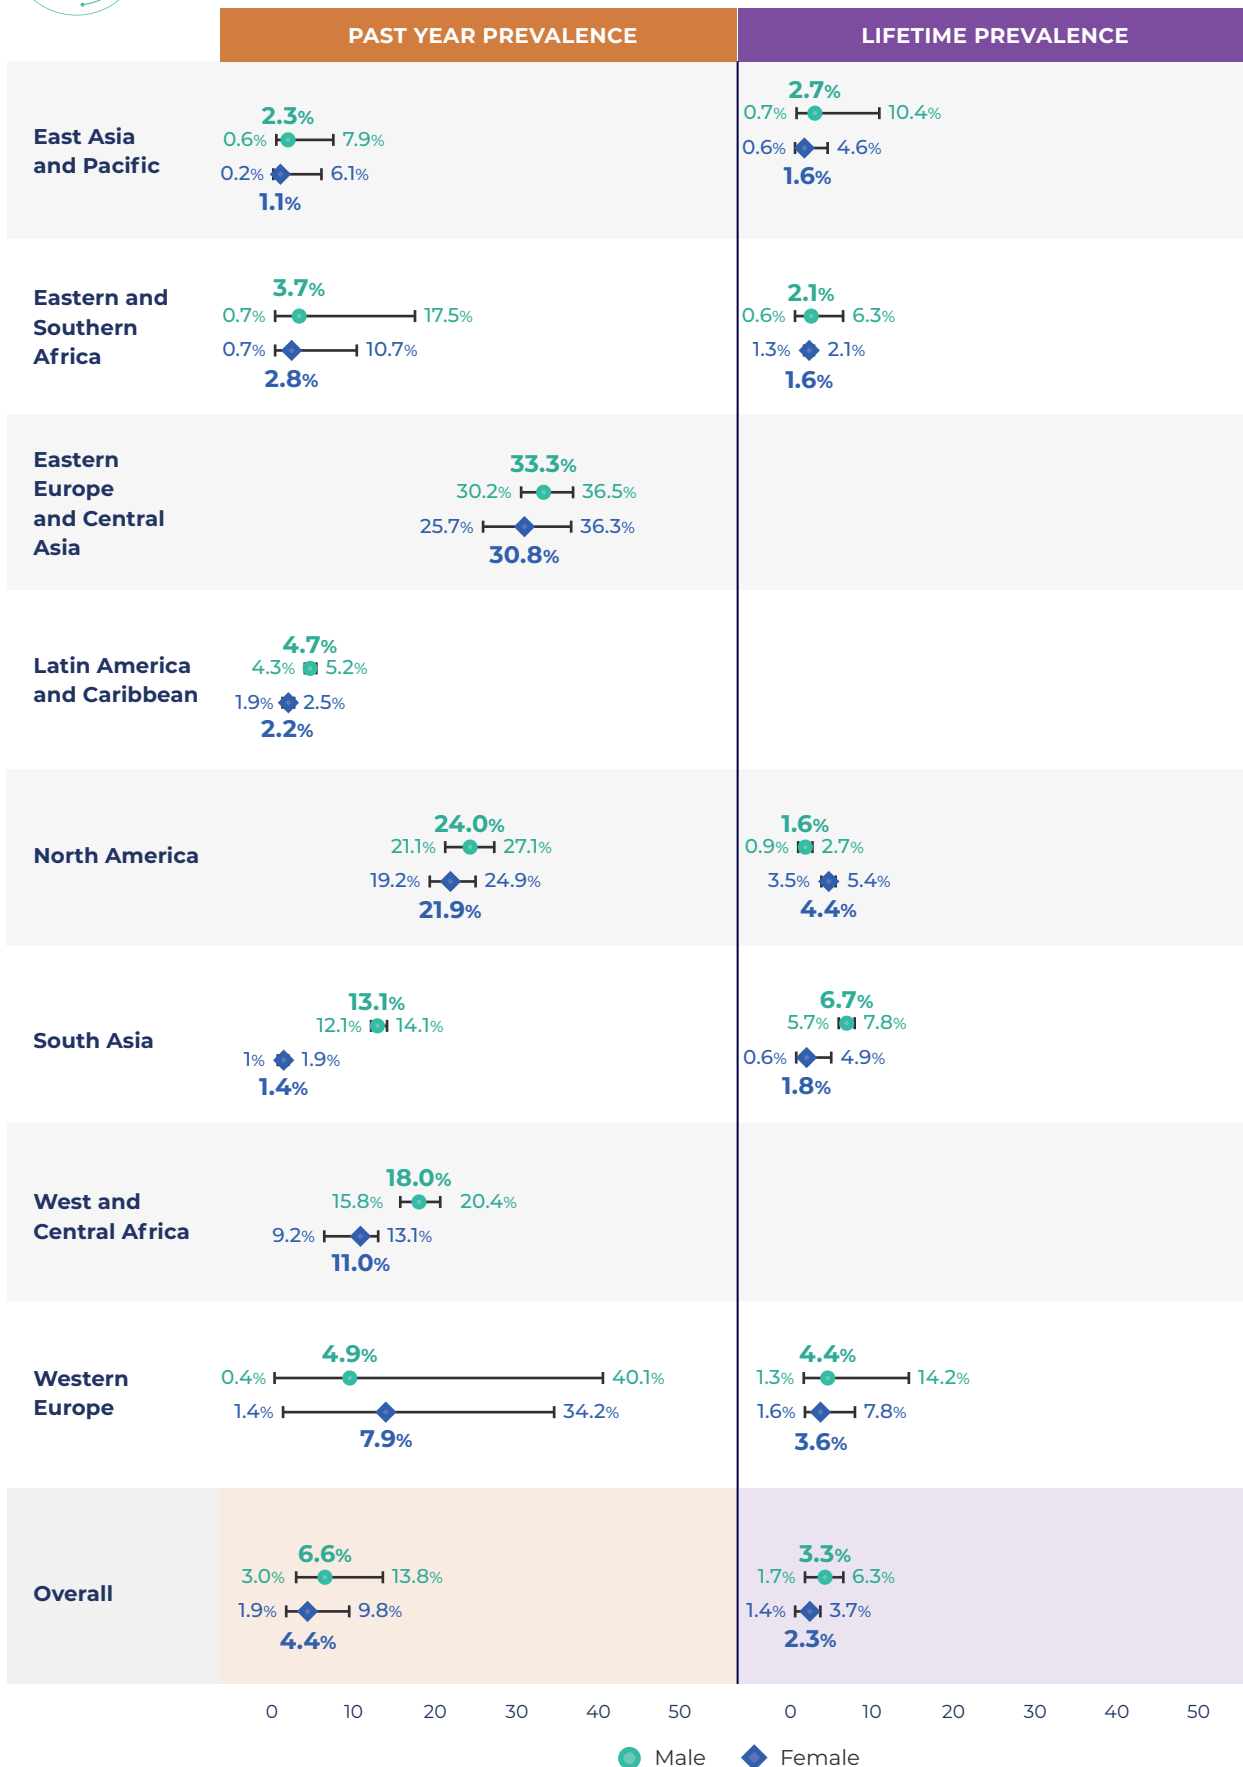 PAST YEAR PREVALENCE
LIFETIME PREVALENCE
East Asia
and Pacific
2.3%
0.6% 7.9%
0.2% 6.1%
1.1%
2.7%
0.7% 10.4%
0.6% 4.6%
1.6%
Eastern and
Southern
Africa
3.7%
0.7% 17.5%
0.7% 10.7%
2.8%
2.1%
0.6% 6.3%
1.3% 2.1%
1.6%
Eastern
Europe
and Central
Asia
33.3%
30.2% 36.5%
25.7% 36.3%
30.8%
Latin America
and Caribbean
4.7%
4.3% 5.2%
1.9% 2.5%
2.2%
North America
24.0%
21.1% 27.1%
19.2% 24.9%
21.9%
1.6%
0.9% 2.7%
3.5% 5.4%
4.4%
South Asia
13.1%
12.1% 14.1%
1% 1.9%
1.4%
6.7%
5.7% 7.8%
0.6% 4.9%
1.8%
West and
Central Africa
18.0%
15.8% 20.4%
9.2% 13.1%
11.0%
Western
Europe
4.9%
0.4% 40.1%
1.4% 34.2%
7.9%
4.4%
1.3% 14.2%
1.6% 7.8%
3.6%
Overall
6.6%
3.0% 13.8%
1.9% 9.8%
4.4%
3.3%
1.7% 6.3%
1.4% 3.7%
2.3%
0 10 20 30 40 50
0 10 20 30 40 50
Male Female